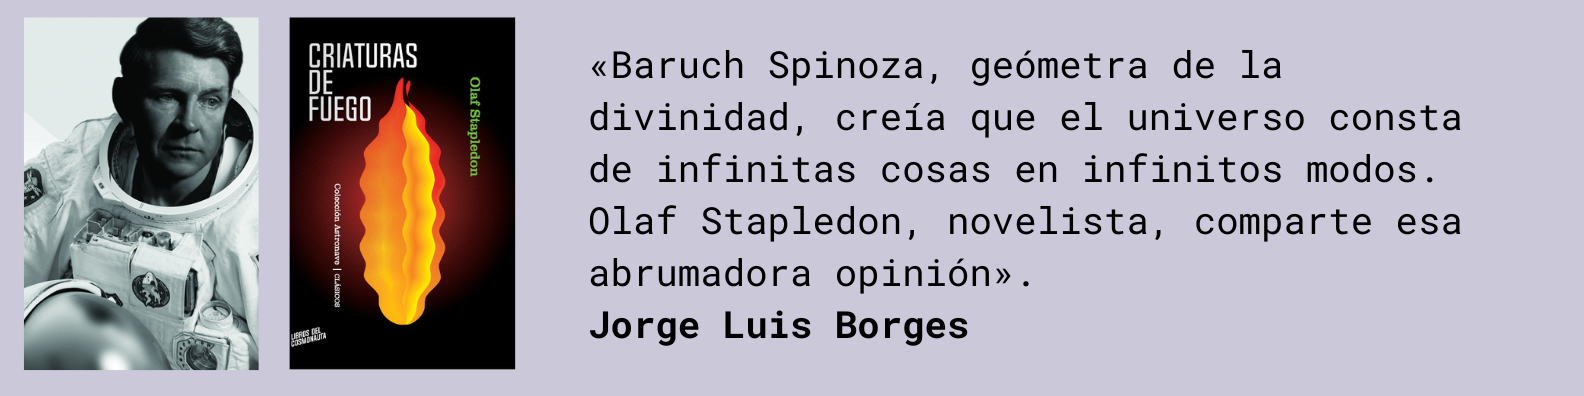 CRIATURAS
DE
FUEGO
Olaf Stapledon
Colección Astronave | CLÁSICOS
LIBROS DEL
COSMONAUTA
«Baruch Spinoza, geómetra de la
divinidad, creía que el universo consta
de infinitas cosas en infinitos modos.
Olaf Stapledon, novelista, comparte esa
abrumadora opinión».
Jorge Luis Borges